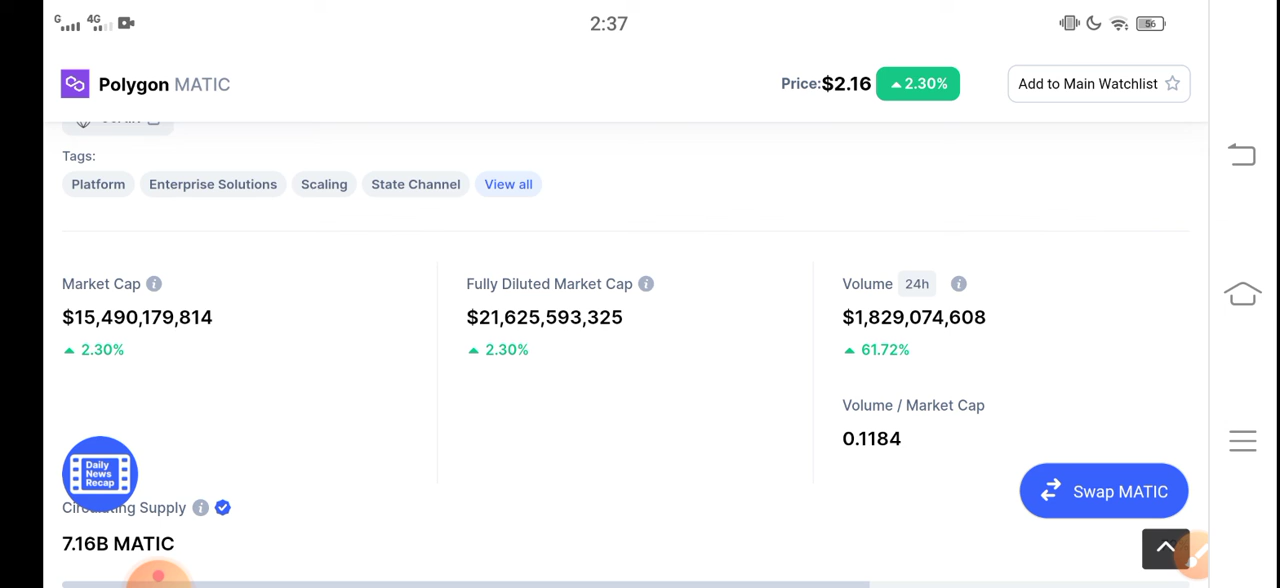 G 4G 2:37 56
Polygon MATIC Price:$2.16 2.30% Add to Main Watchlist
Tags:
Platform Enterprise Solutions Scaling State Channel View all
Market Cap Fully Diluted Market Cap Volume 24h
$15,490,179,814 $21,625,593,325 $1,829,074,608
2.30% 2.30% 61.72%
Volume / Market Cap
0.1184
Daily
News
Recap
Swap MATIC
Circulating Supply
7.16B MATIC